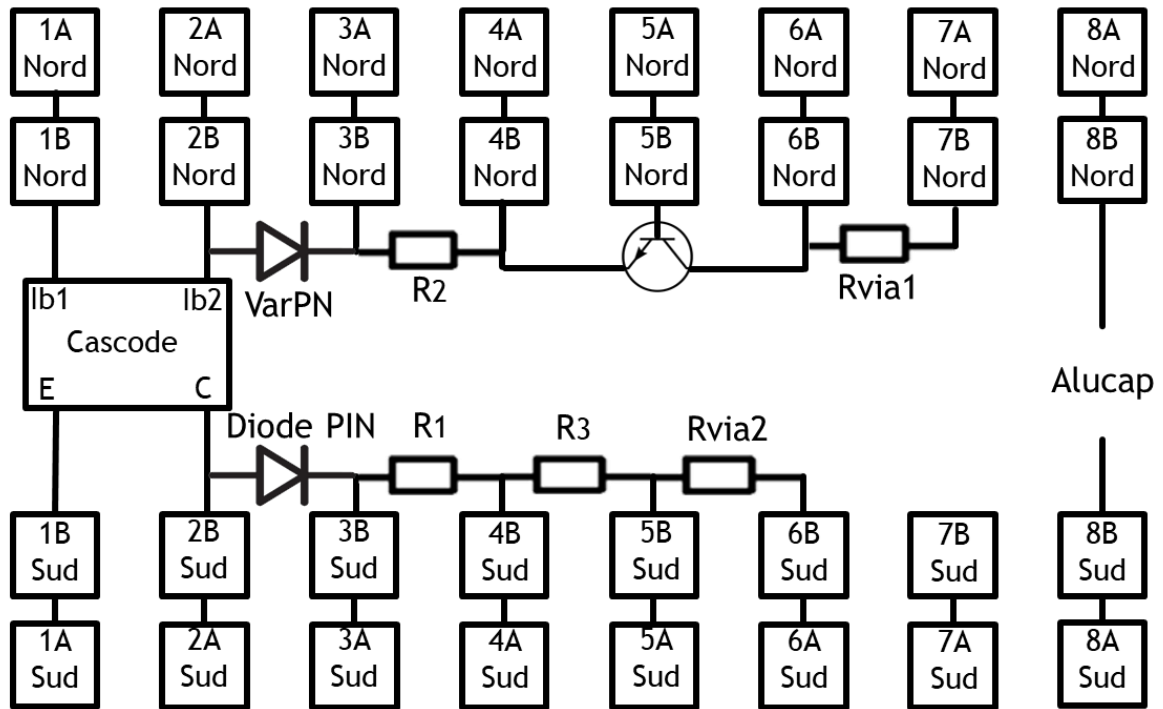 1A 2A 3A 4A 5A 6A 7A 8A
Nord Nord Nord Nord Nord Nord Nord Nord
1B 2B 3B 4B 5B 6B 7B 8B
Nord Nord Nord Nord Nord Nord Nord Nord
Ib1 Ib2 VarPN R2 Rvia1
Cascode
Alucap
E C
Diode PIN R1 R3 Rvia2
1B 2B 3B 4B 5B 6B 7B 8B
Sud Sud Sud Sud Sud Sud Sud Sud
1A 2A 3A 4A 5A 6A 7A 8A
Sud Sud Sud Sud Sud Sud Sud Sud